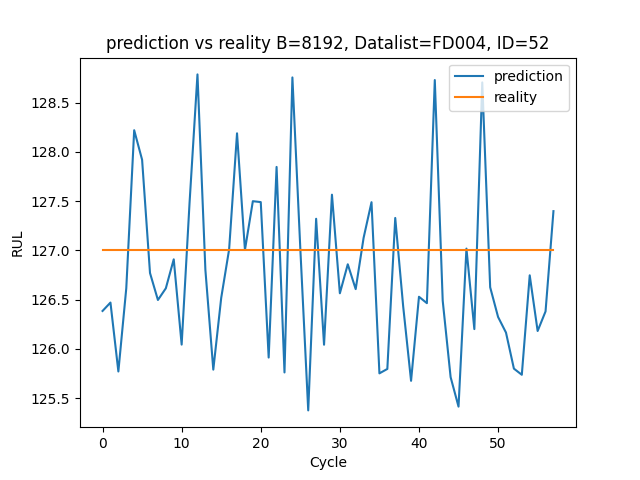 prediction vs reality B=8192, Datalist=FD004, ID=52
prediction
reality
128.5
128.0
127.5
127.0
126.5
126.0
125.5
RUL
0 10 20 30 40 50
Cycle